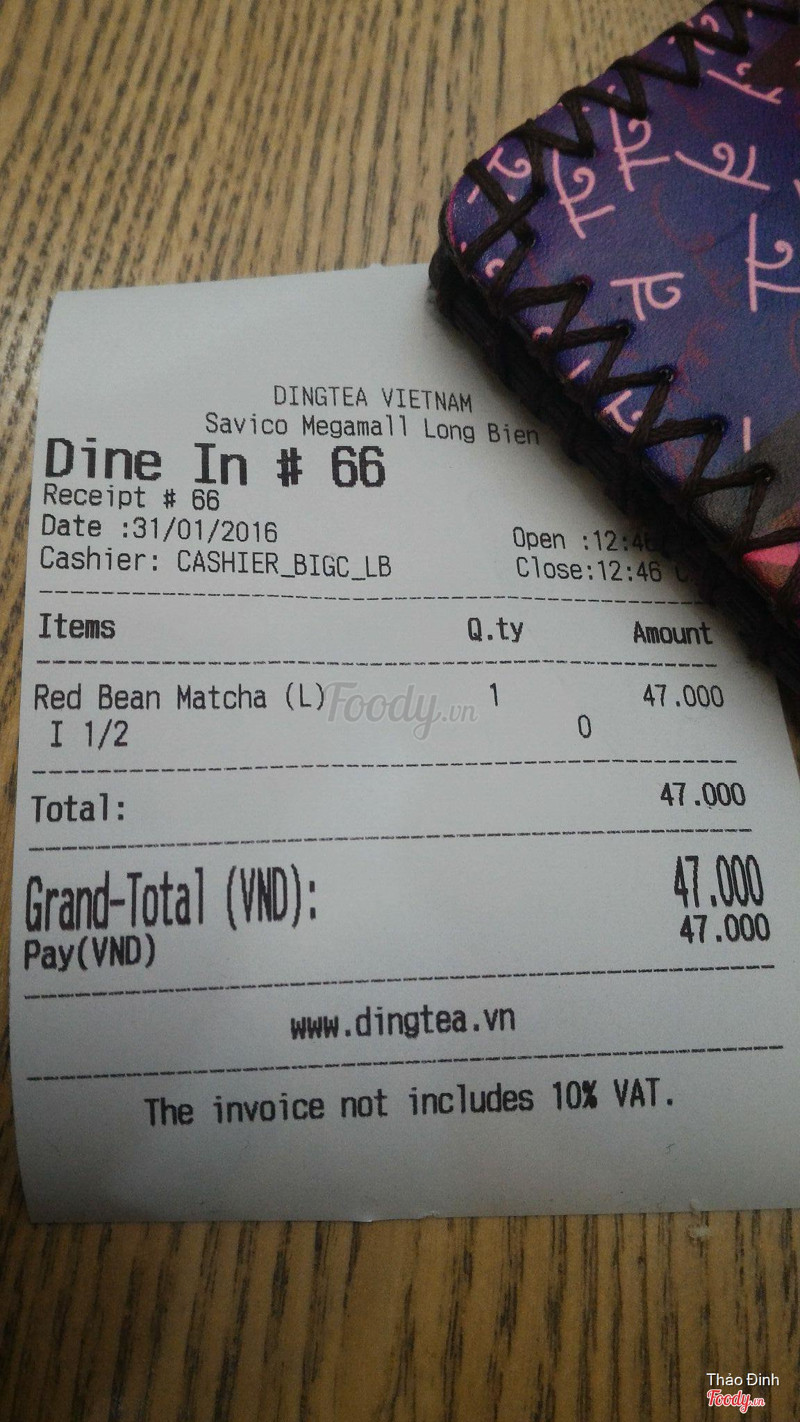 DINGTEA VIETNAM
Savico Megamall Long Bien
Dine In # 66
Receipt # 66
Date :31/01/2016 Open :12:46
Cashier: CASHIER_BIGC_LB Close:12:46
Items Q.ty Amount
Red Bean Matcha (L) 1 47.000
I 1/2 0
Total: 47.000
Grand-Total (VND): 47.000
Pay(VND) 47.000
www.dingtea.vn
The invoice not includes 10% VAT.
Foody.vn
Thảo Đinh
Foody.vn